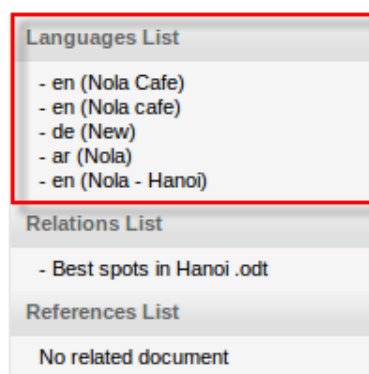 Languages List
- en (Nola Cafe)
- en (Nola cafe)
- de (New)
- ar (Nola)
- en (Nola - Hanoi)
Relations List
- Best spots in Hanoi .odt
References List
No related document